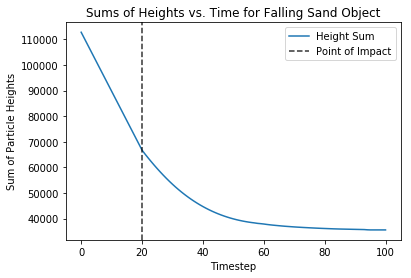 Sums of Heights vs. Time for Falling Sand Object
Height Sum
Point of Impact
Sum of Particle Heights
110000
100000
90000
80000
70000
60000
50000
40000
0 20 40 60 80 100
Timestep